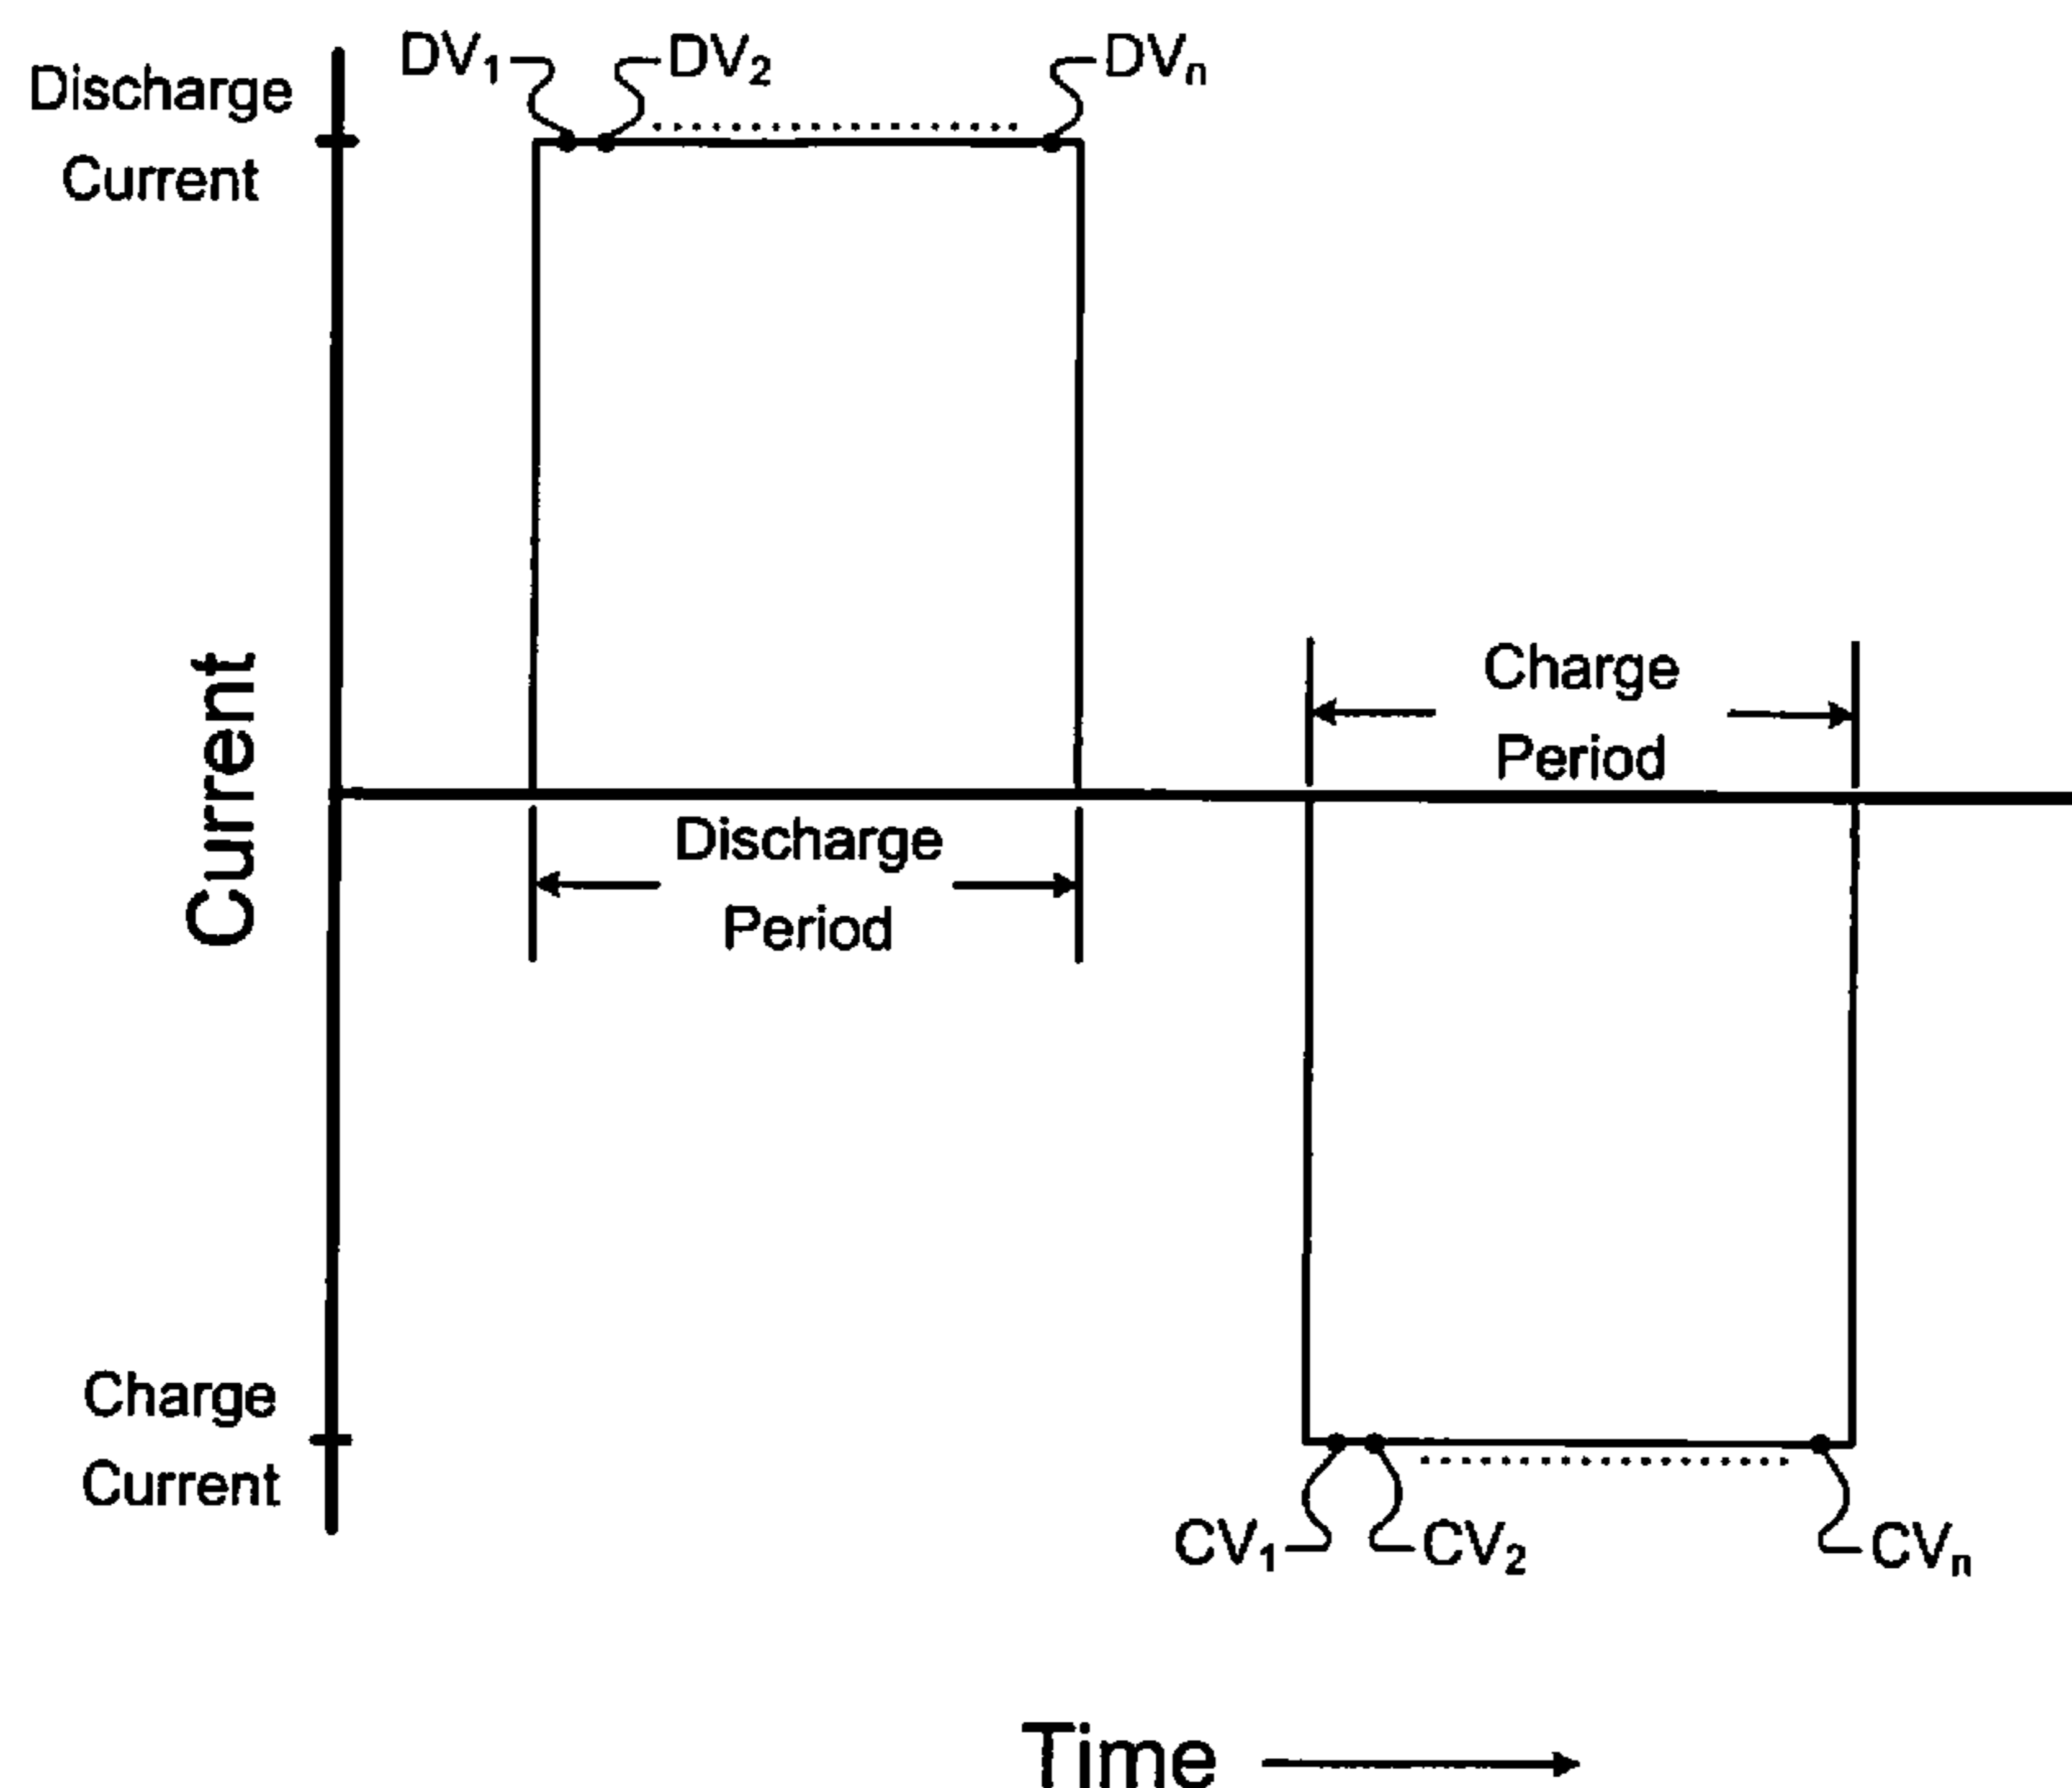 DV1
DV2
DVn
Discharge
Current
Current
Charge
Period
Discharge
Period
Charge
Current
CV1
CV2
CVn
Time